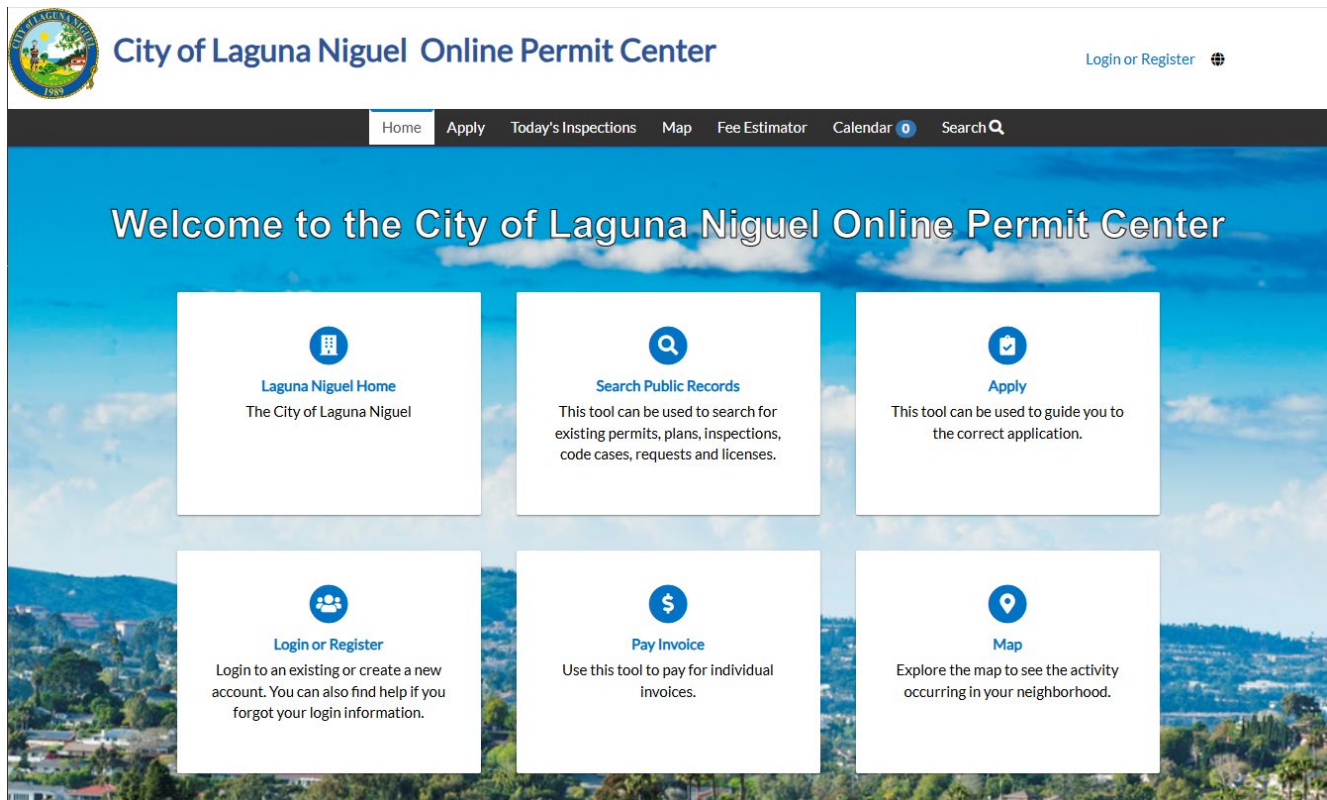 City of Laguna Niguel Online Permit Center
Login or Register
Home Apply Today's Inspections Map Fee Estimator Calendar 0 Search
Welcome to the City of Laguna Niguel Online Permit Center
Laguna Niguel Home
The City of Laguna Niguel
Search Public Records
This tool can be used to search for
existing permits, plans, inspections,
code cases, requests and licenses.
Apply
This tool can be used to guide you to
the correct application.
Login or Register
Login to an existing or create a new
account. You can also find help if you
forgot your login information.
Pay Invoice
Use this tool to pay for individual
invoices.
Map
Explore the map to see the activity
occurring in your neighborhood.
1989